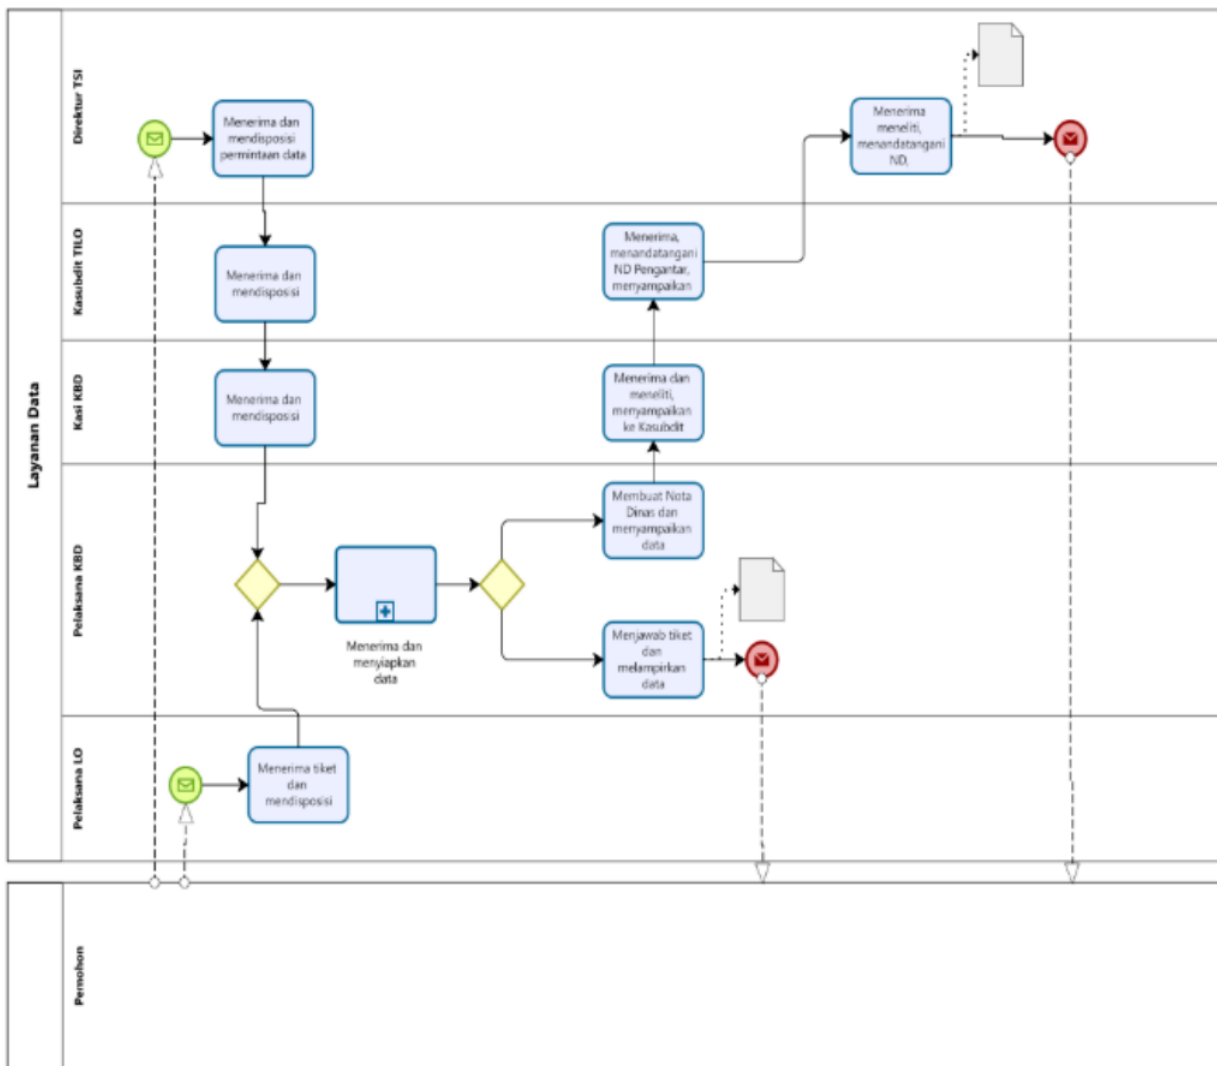 Layanan Data
Direktur TSI
Menerima dan
mendisposisi
permintaan data
Menerima
meneliti,
menandatangani
ND,
Kasubdit TILO
Menerima dan
mendisposisi
Menerima,
menandatangani
ND Pengantar,
menyampaikan
Kasi KBD
Menerima dan
mendisposisi
Menerima dan
meneliti,
menyampaikan
ke Kasubdit
Pelaksana KBD
Menerima dan
menyiapkan
data
Membuat Nota
Dinas dan
menyampaikan
data
Menjawab tiket
dan
melampirkan
data
Pelaksana LO
Menerima tiket
dan
mendisposisi
Pemohon